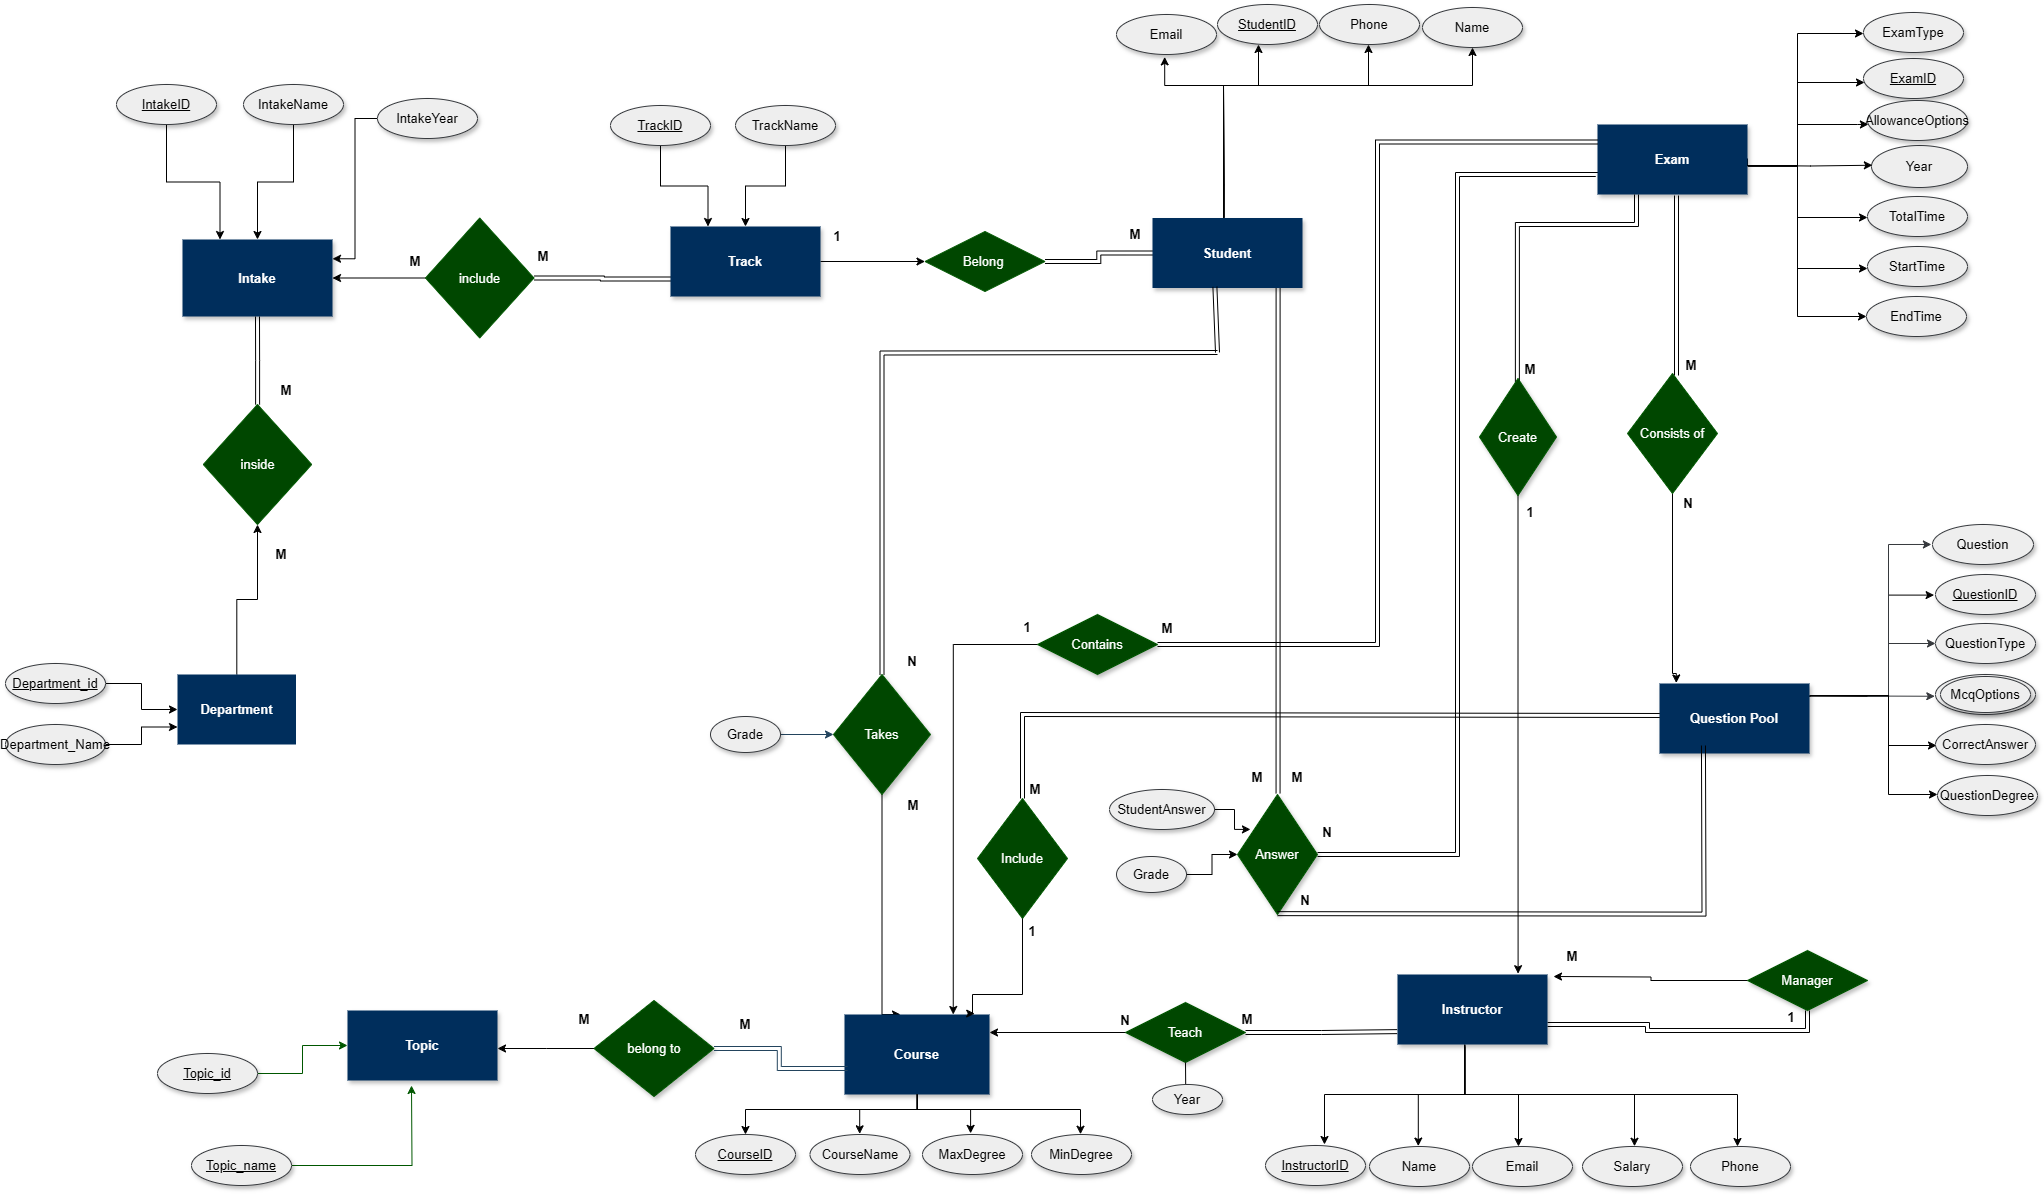 Email
StudentID
Phone
Name
ExamType
ExamID
AllowanceOptions
Year
TotalTime
StartTime
EndTime
IntakeID
IntakeName
IntakeYear
TrackID
TrackName
Exam
Intake
M
include
M
Track
1
Belong
M
Student
M
inside
M
Department_id
Department_Name
Department
M
Create
1
M
Consists of
N
Question
QuestionID
QuestionType
McqOptions
CorrectAnswer
QuestionDegree
Question Pool
1
Contains
M
N
Grade
Takes
M
M
Include
1
M
M
StudentAnswer
Grade
Answer
N
N
M
Manager
1
Instructor
Topic
M
belong to
M
Course
N
Teach
M
Year
Topic_id
Topic_name
CourseID
CourseName
MaxDegree
MinDegree
InstructorID
Name
Email
Salary
Phone